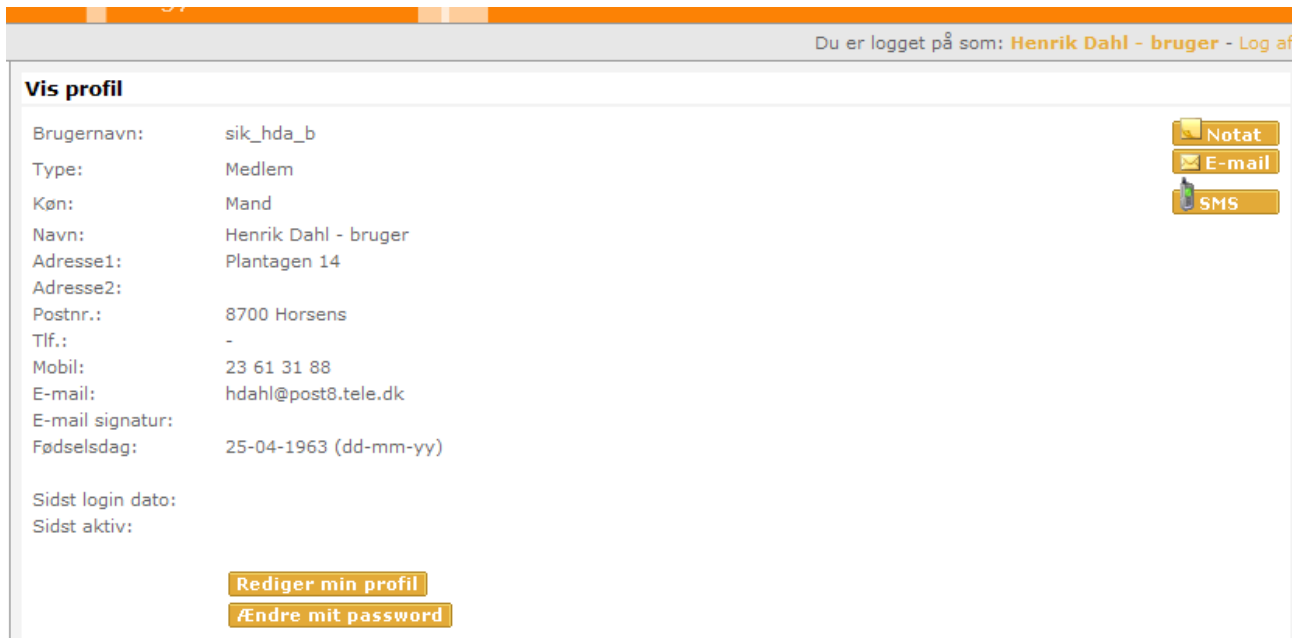 Du er logget på som: Henrik Dahl - bruger - Log af
Vis profil
Brugernavn: sik_hda_b
Notat
Type: Medlem
E-mail
Køn: Mand
SMS
Navn: Henrik Dahl - bruger
Adresse1: Plantagen 14
Adresse2:
Postnr.: 8700 Horsens
Tlf.: -
Mobil: 23 61 31 88
E-mail: hdahl@post8.tele.dk
E-mail signatur:
Fødselsdag: 25-04-1963 (dd-mm-yy)
Sidst login dato:
Sidst aktiv:
Rediger min profil
Ændre mit password